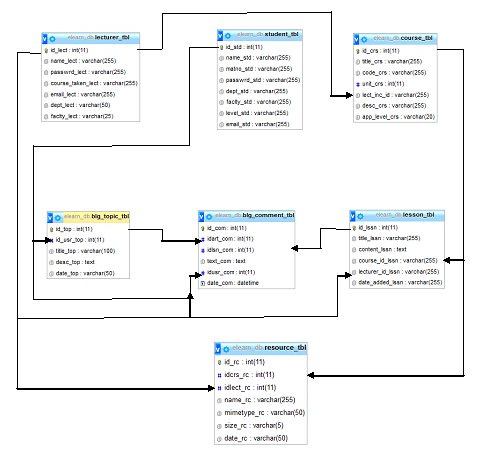 elearn_db.lecturer_tbl
id_lect : int(11)
name_lect : varchar(255)
passwrd_lect : varchar(255)
course_taken_lect : varchar(255)
email_lect : varchar(255)
dept_lect : varchar(50)
faclty_lect : varchar(25)
elearn_db.student_tbl
id_std : int(11)
name_std : varchar(255)
matno_std : varchar(255)
passwrd_std : varchar(255)
dept_std : varchar(255)
faclty_std : varchar(255)
level_std : varchar(255)
email_std : varchar(255)
elearn_db.course_tbl
id_crs : int(11)
title_crs : varchar(255)
code_crs : varchar(255)
unit_crs : int(11)
lect_inc_id : varchar(255)
desc_crs : varchar(255)
app_level_crs : varchar(20)
elearn_db.blg_topic_tbl
id_top : int(11)
id_usr_top : int(11)
title_top : varchar(100)
desc_top : text
date_top : varchar(50)
elearn_db.blg_comment_tbl
id_com : int(11)
idart_com : int(11)
idlsn_com : int(11)
text_com : text
idusr_com : int(11)
date_com : datetime
elearn_db.lesson_tbl
id_lssn : int(11)
title_lssn : varchar(255)
content_lssn : text
course_id_lssn : varchar(255)
lecturer_id_lssn : varchar(255)
date_added_lssn : varchar(255)
elearn_db.resource_tbl
id_rc : int(11)
idcrs_rc : int(11)
idlect_rc : int(11)
name_rc : varchar(255)
mimetype_rc : varchar(50)
size_rc : varchar(5)
date_rc : varchar(50)